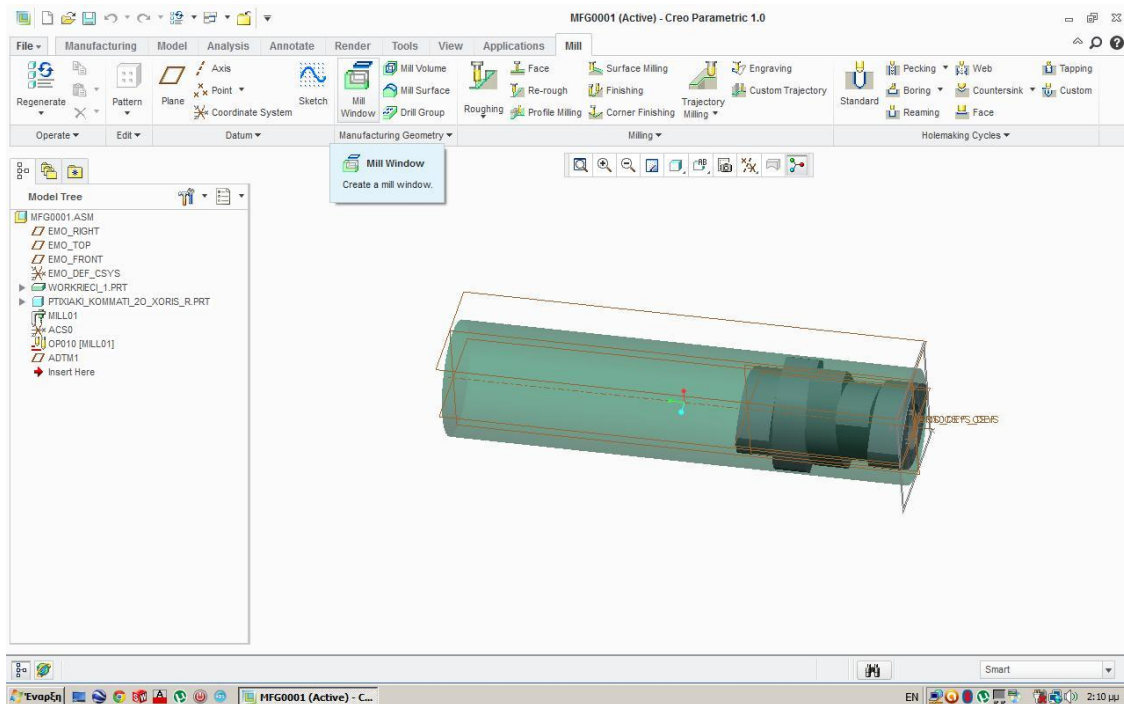 MFG0001 (Active) - Creo Parametric 1.0
File Manufacturing Model Analysis Annotate Render Tools View Applications Mill
Regenerate
Pattern
Plane
Axis
Point
Coordinate System
Sketch
Mill Window
Mill Volume
Mill Surface
Drill Group
Roughing
Face
Re-rough
Profile Milling
Surface Milling
Finishing
Corner Finishing
Trajectory Milling
Engraving
Custom Trajectory
Standard
Pecking
Boring
Reaming
Web
Countersink
Face
Tapping
Custom
Operate Edit Datum Manufacturing Geometry Milling Holemaking Cycles
Mill Window
Create a mill window.
Model Tree
MFG0001.ASM
EMO_RIGHT
EMO_TOP
EMO_FRONT
EMO_DEF_CSYS
WORKRIECI_1.PRT
PTIXIAKI_KOMMATI_2O_XORIS_R.PRT
MILL01
ACS0
OP010 [MILL01]
ADTM1
Insert Here
Smart
Έναρξη
MFG0001 (Active) - C...
EN
2:10 μμ